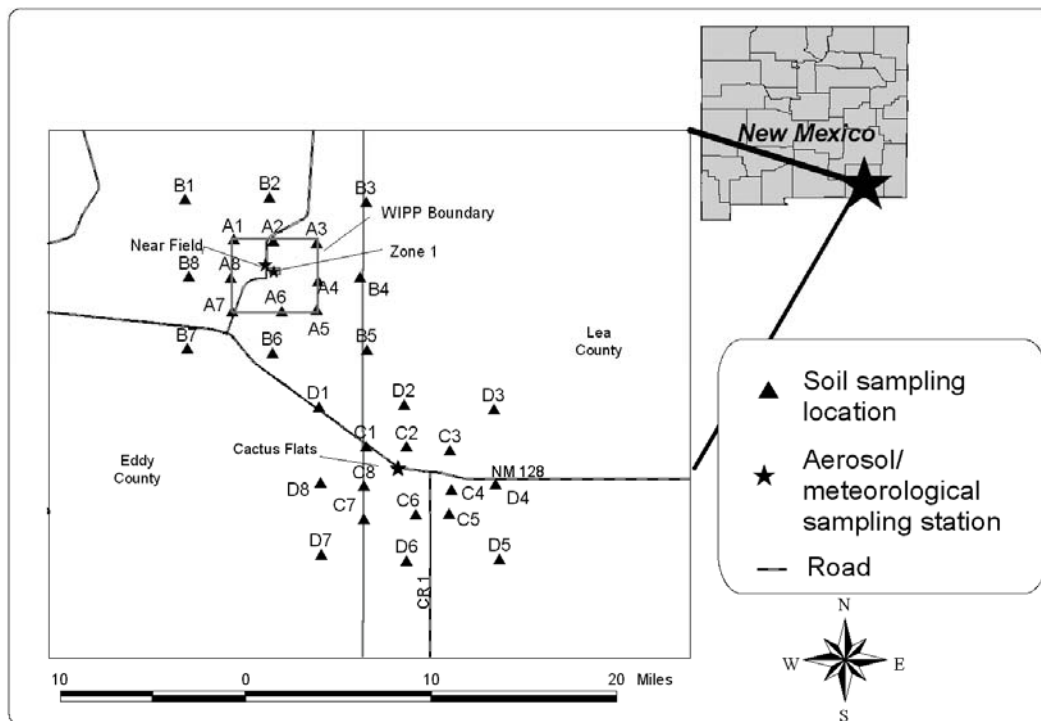 New Mexico
B1
B2
B3
WIPP Boundary
A1
A2
A3
Near Field
Zone 1
B8
A8
A4
B4
A7
A6
A5
B7
B6
B5
Lea
County
D1
D2
D3
C1
C2
C3
Cactus Flats
Eddy
County
NM 128
D8
C8
C4
D4
C7
C6
C5
D7
D6
D5
CR 1
Soil sampling
location
Aerosol/
meteorological
sampling station
Road
N
W
E
S
10
0
10
20
Miles